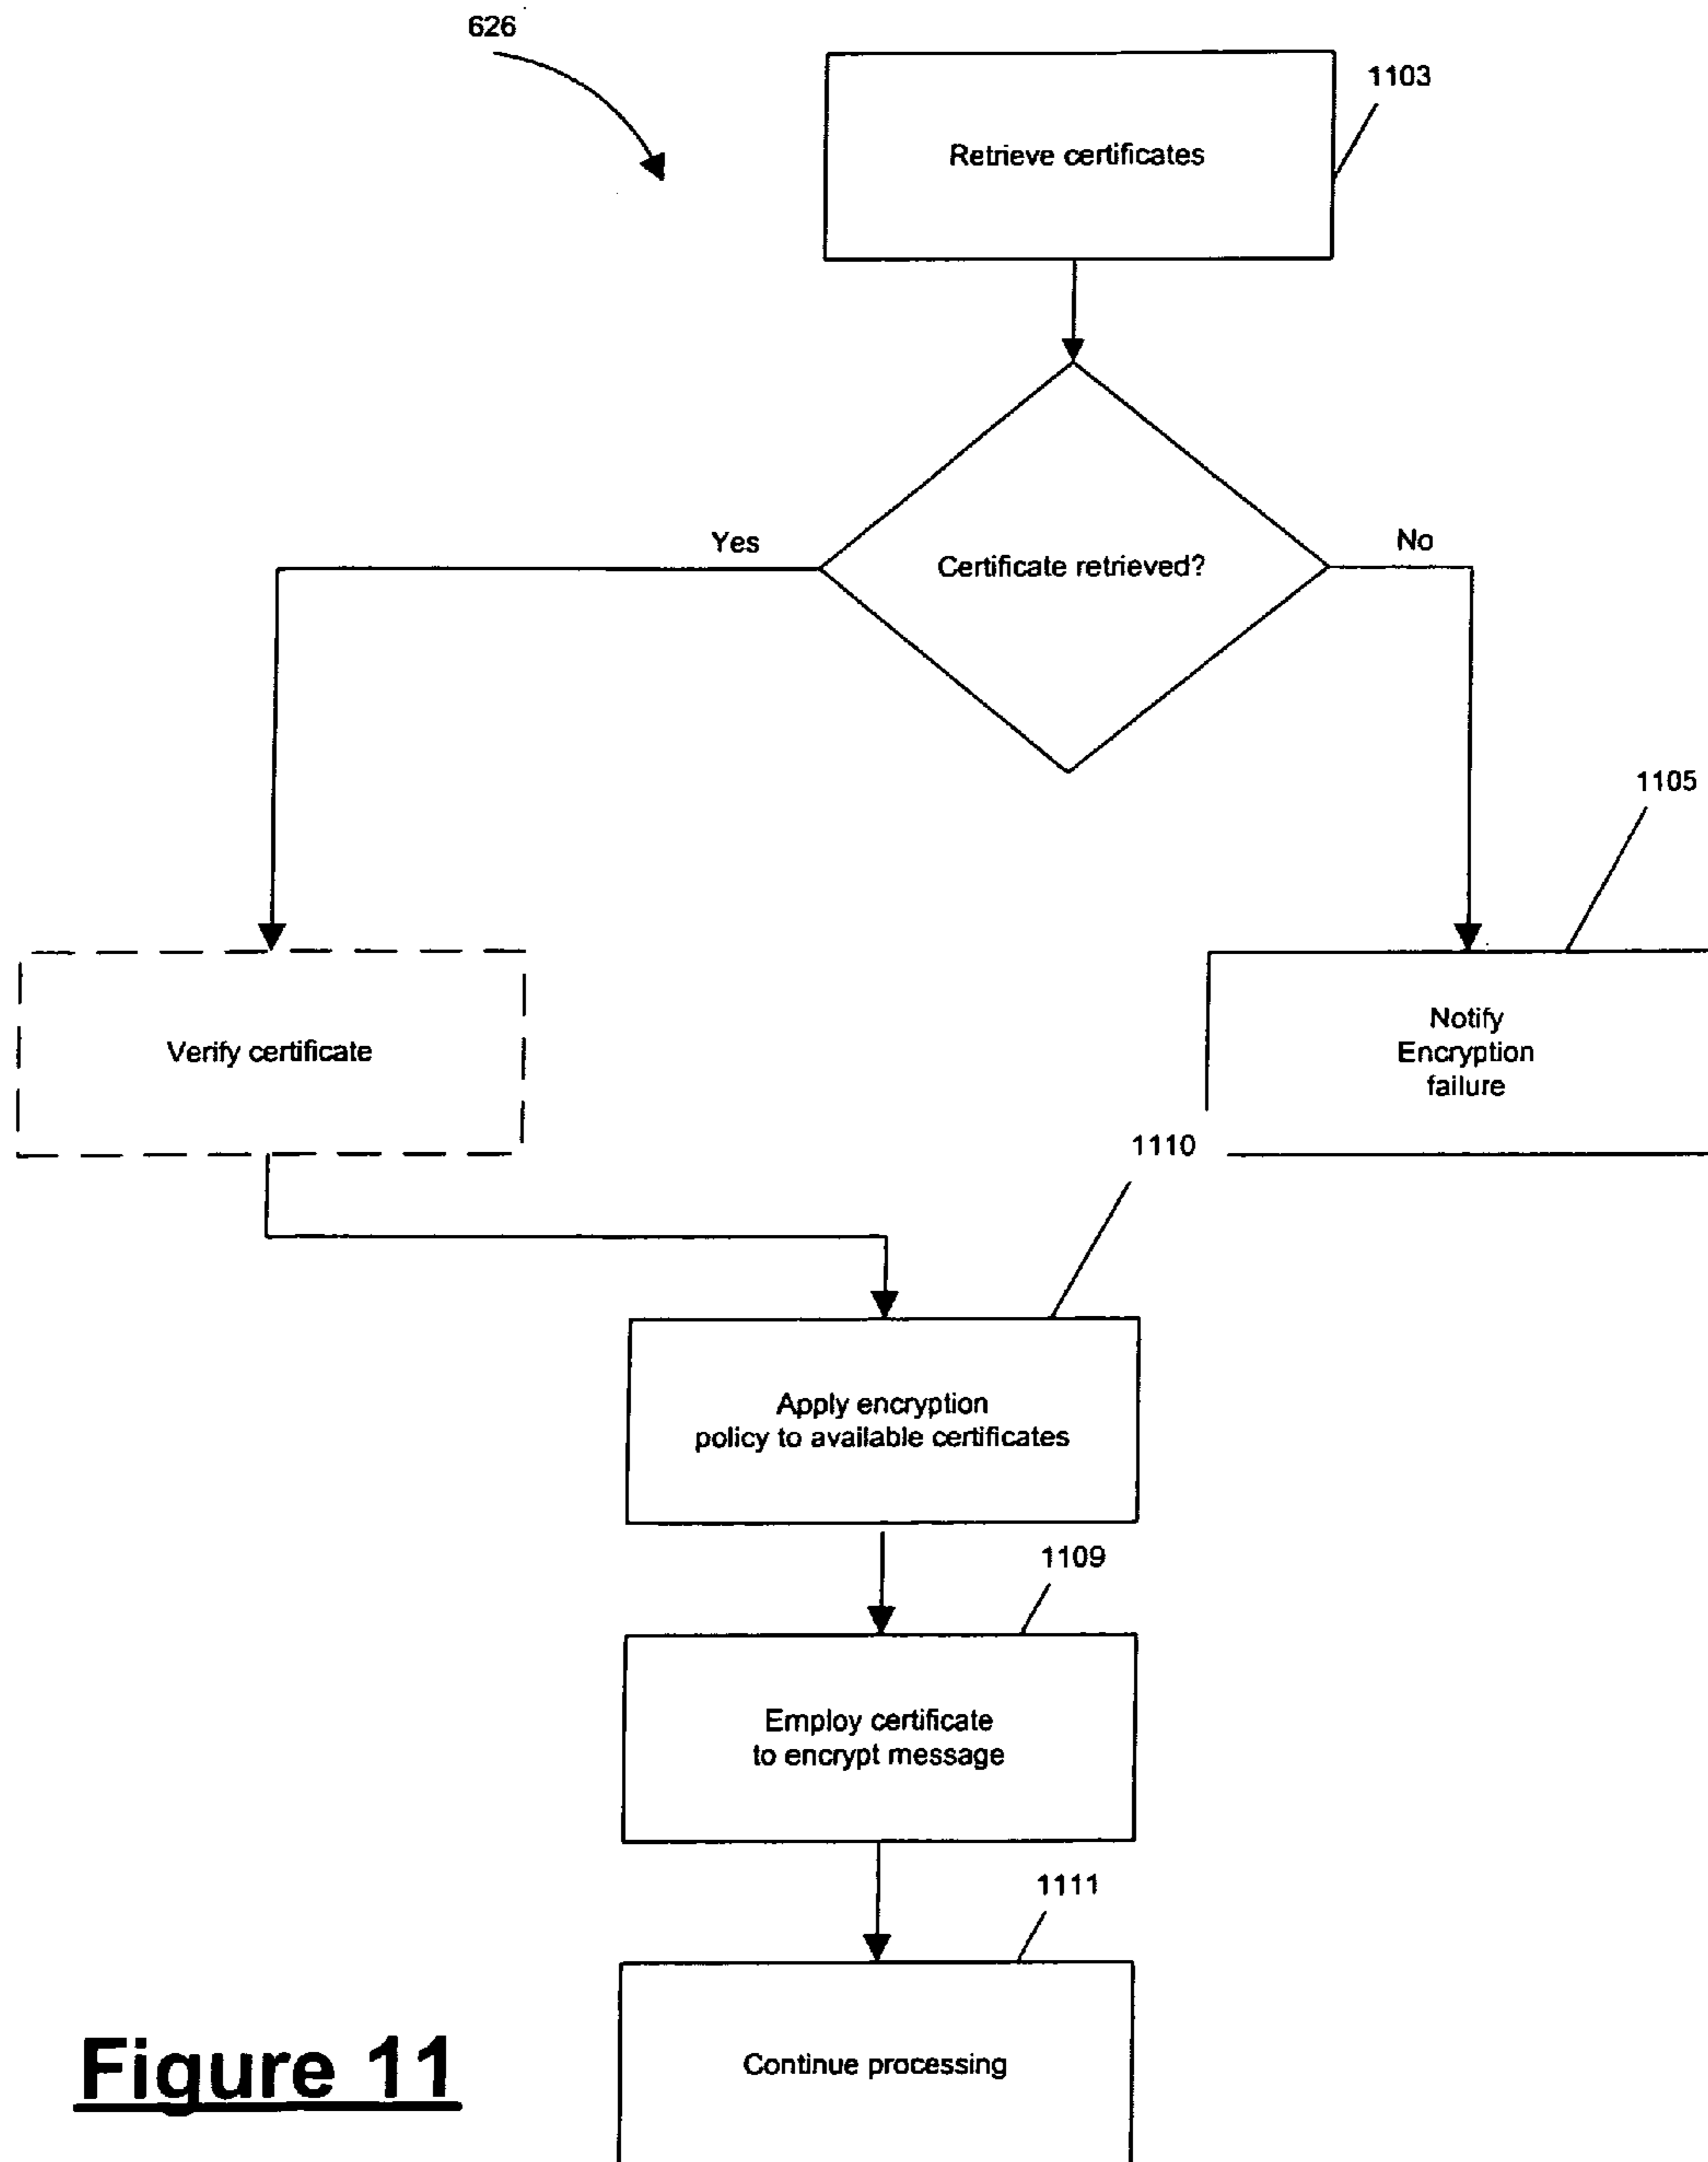 626
1103
Retrieve certificates
Yes
Certificate retrieved?
No
1105
Verify certificate
Notify
Encryption
failure
1110
Apply encryption
policy to available certificates
1109
Employ certificate
to encrypt message
1111
Continue processing
Figure 11